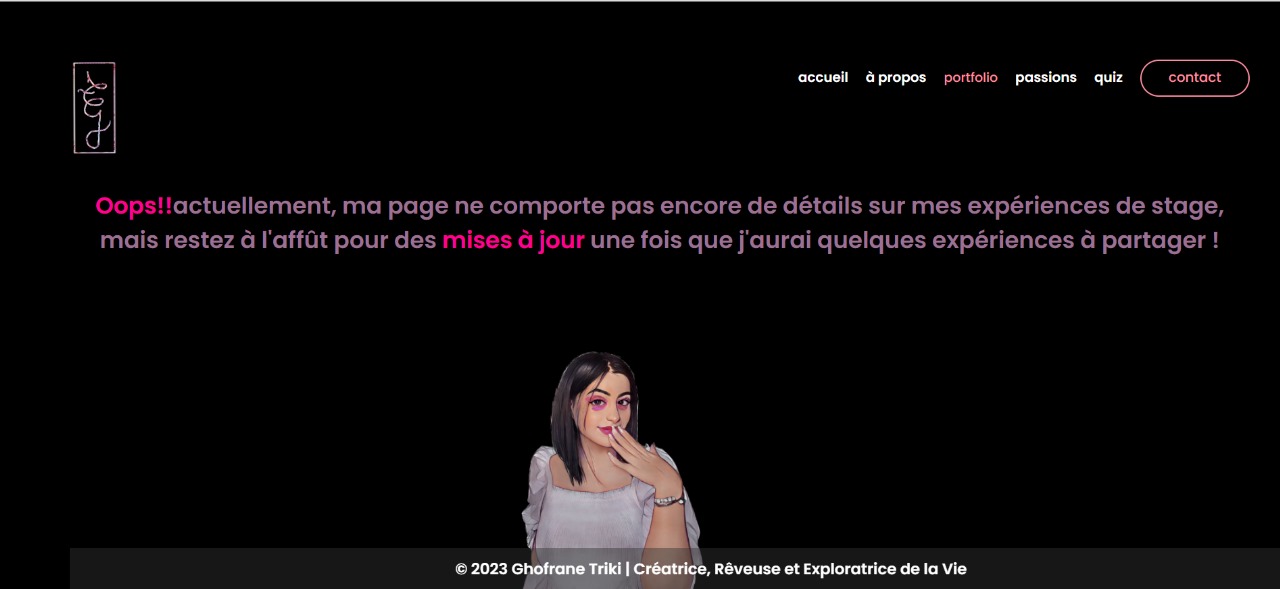 accueil à propos portfolio passions quiz contact
Oops!!actuellement, ma page ne comporte pas encore de détails sur mes expériences de stage,
mais restez à l'affût pour des mises à jour une fois que j'aurai quelques expériences à partager !
© 2023 Ghofrane Triki | Créatrice, Rêveuse et Exploratrice de la Vie